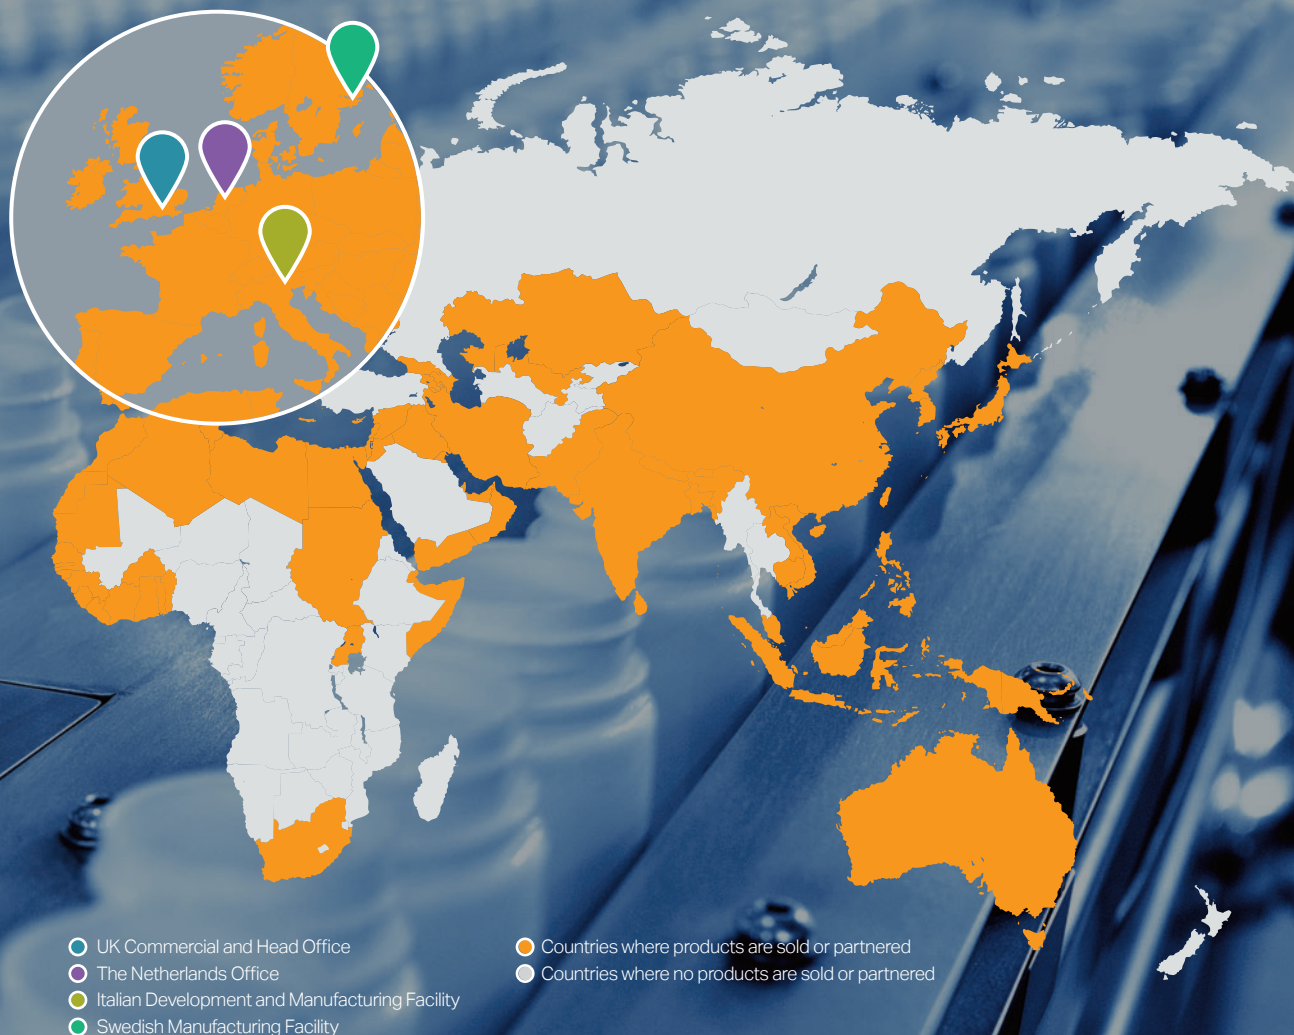 UK Commercial and Head Office
The Netherlands Office
Italian Development and Manufacturing Facility
Swedish Manufacturing Facility
Countries where products are sold or partnered
Countries where no products are sold or partnered